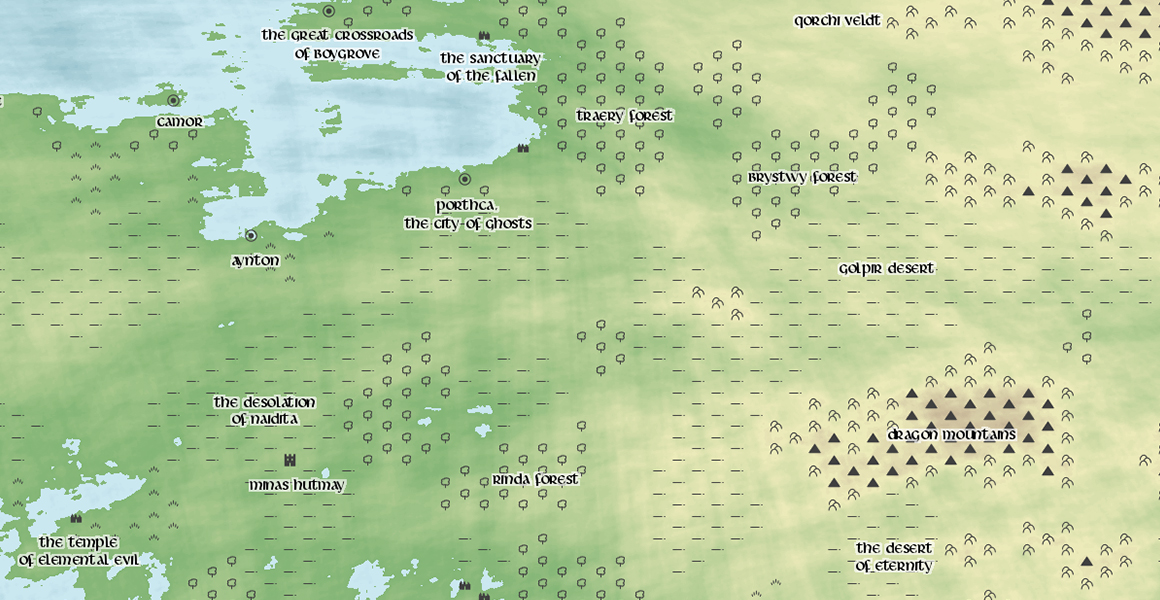 qorchi veldt
the great crossroads
of boygrove
the sanctuary
of the fallen
traery forest
camor
brystwy forest
porthca,
the city of ghosts
aynton
golpir desert
the desolation
of naidita
dragon mountains
rinda forest
minas hutmay
the temple
of elemental evil
the desert
of eternity